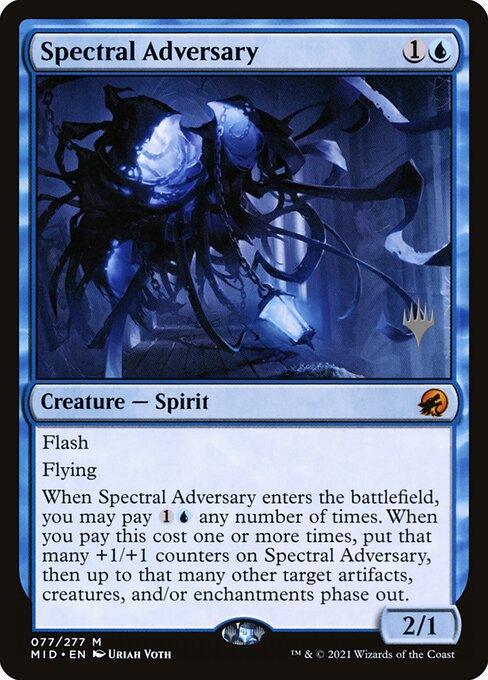 Spectral Adversary 1
Creature — Spirit
Flash
Flying
When Spectral Adversary enters the battlefield,
you may pay 1 any number of times. When
you pay this cost one or more times, put that
many +1/+1 counters on Spectral Adversary,
then up to that many other target artifacts,
creatures, and/or enchantments phase out.
2/1
077/277 M
MID • EN Uriah Voth
™ & © 2021 Wizards of the Coast